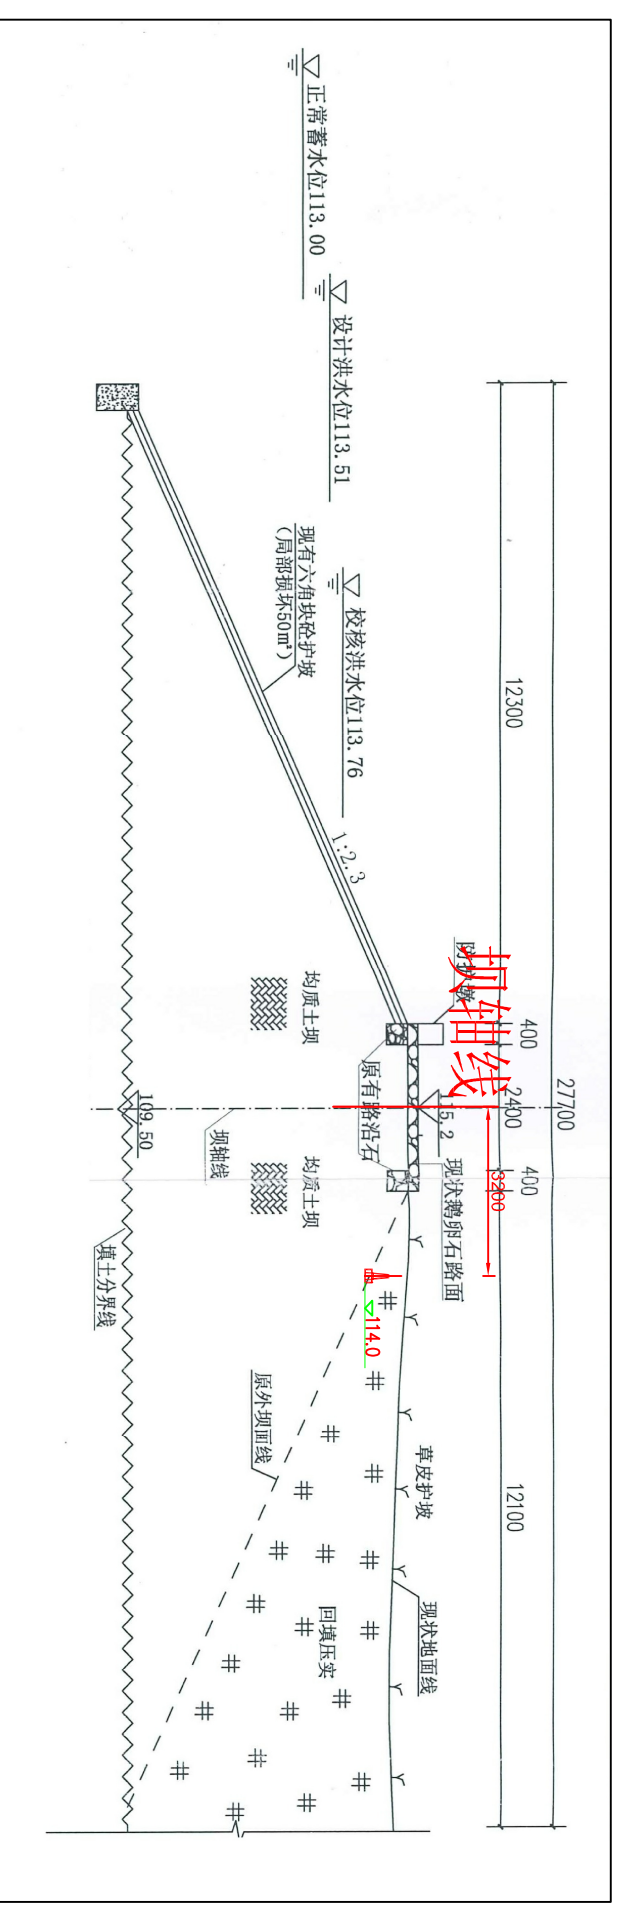 正常蓄水位113.00
设计洪水位113.51
校核洪水位113.76
现有六角块砼护坡
(局部损坏50m²)
1:2.3
12300
27700
400
2400
400
12100
防护墩
坝轴线
3200
115.2
原有路沿石
现状鹅卵石路面
均质土坝
均质土坝
坝轴线
109.50
填土分界线
114.0
原外坝面线
草皮护坡
现状地面线
回填压实